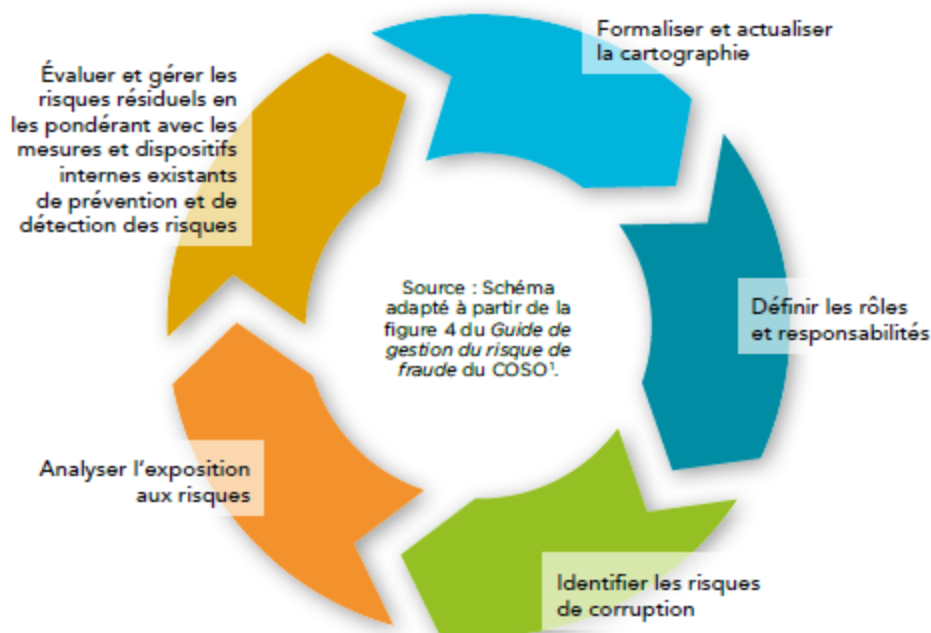 Formaliser et actualiser
la cartographie
Définir les rôles
et responsabilités
Identifier les risques
de corruption
Analyser l'exposition
aux risques
Évaluer et gérer les
risques résiduels en
les pondérant avec les
mesures et dispositifs
internes existants
de prévention et de
détection des risques
Source : Schéma
adapté à partir de la
figure 4 du Guide de
gestion du risque de
fraude du COSO¹.